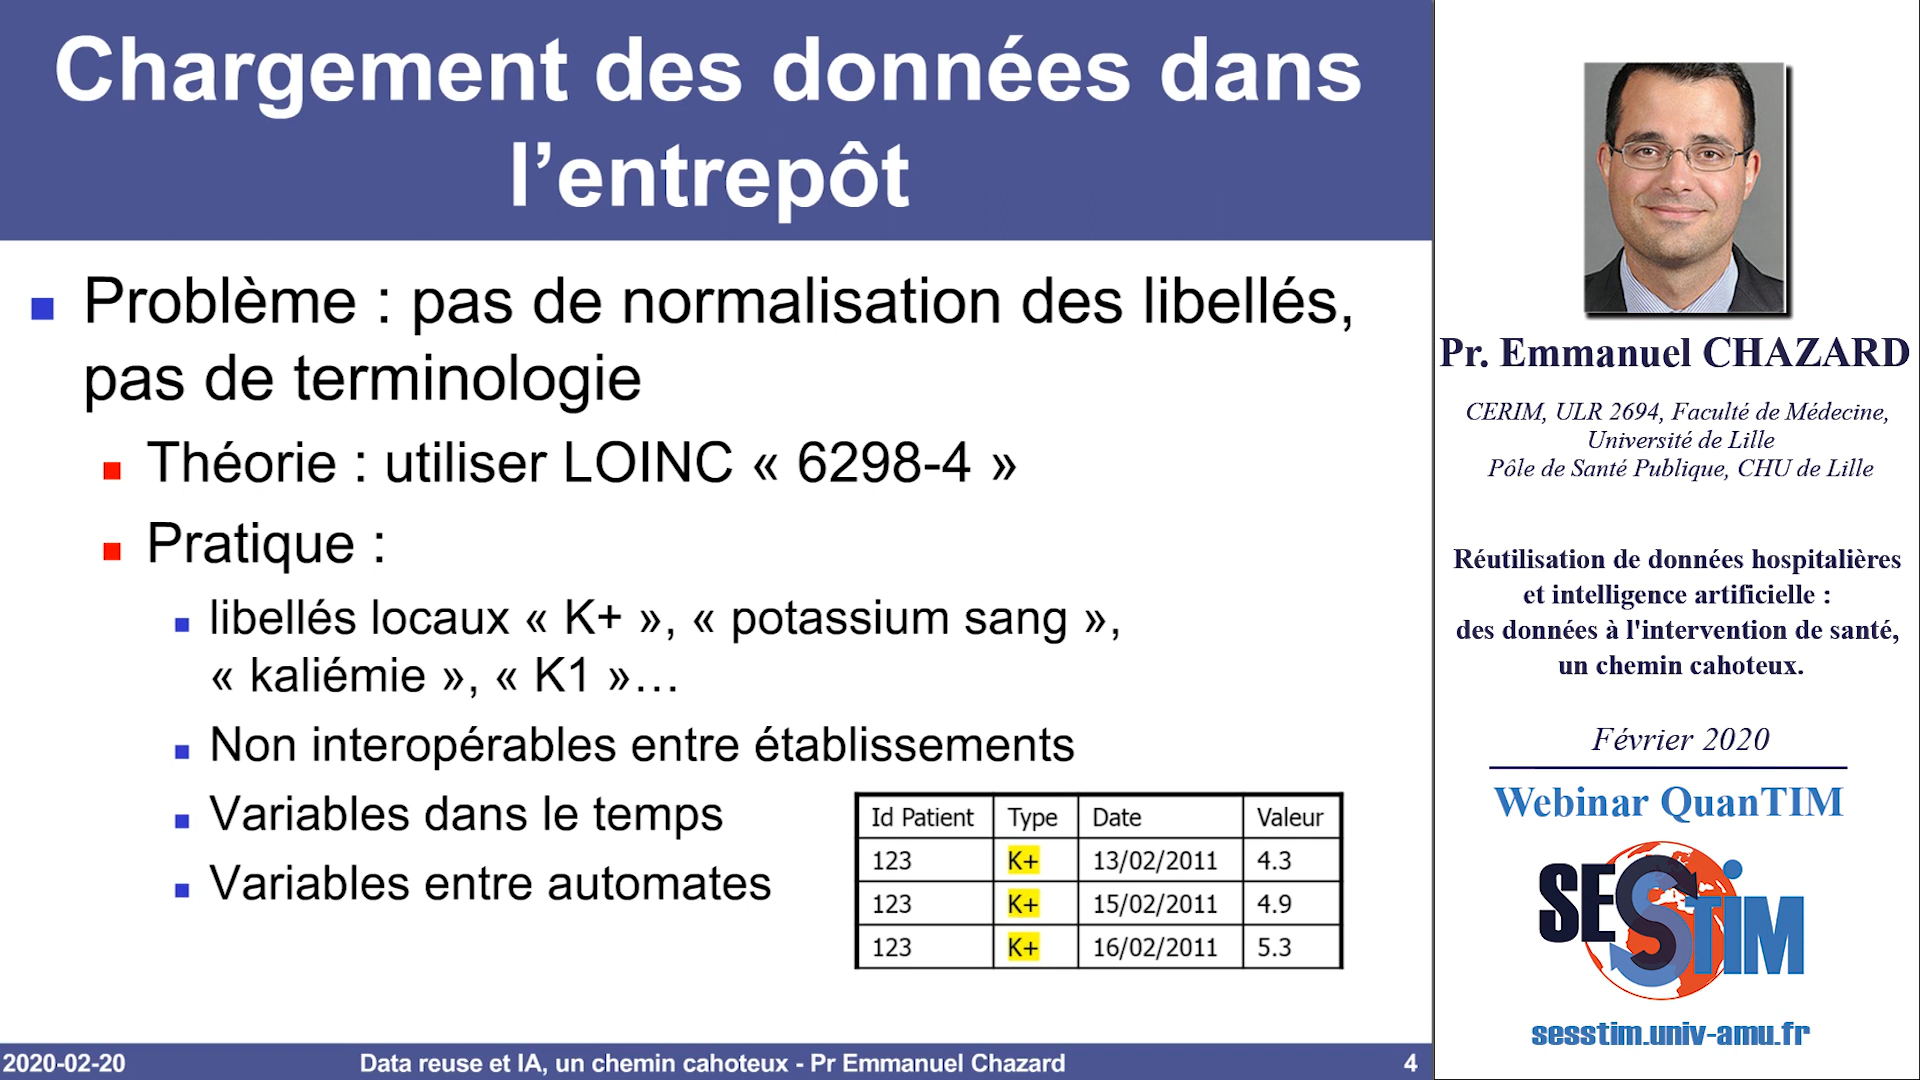 Chargement des données dans
l’entrepôt
Problème : pas de normalisation des libellés,
pas de terminologie
Théorie : utiliser LOINC « 6298-4 »
Pratique :
libellés locaux « K+ », « potassium sang »,
« kaliémie », « K1 »…
Non interopérables entre établissements
Variables dans le temps
Variables entre automates
Id Patient Type Date Valeur
123 K+ 13/02/2011 4.3
123 K+ 15/02/2011 4.9
123 K+ 16/02/2011 5.3
2020-02-20 Data reuse et IA, un chemin cahoteux - Pr Emmanuel Chazard 4
Pr. Emmanuel CHAZARD
CERIM, ULR 2694, Faculté de Médecine,
Université de Lille
Pôle de Santé Publique, CHU de Lille
Réutilisation de données hospitalières
et intelligence artificielle :
des données à l'intervention de santé,
un chemin cahoteux.
Février 2020
Webinar QuanTIM
SESSTIM
sesstim.univ-amu.fr